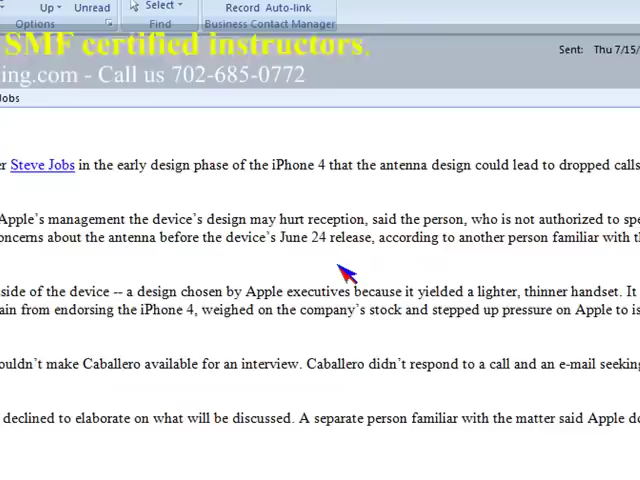 Up Unread Select Record Auto-link
Options Find Business Contact Manager
SMF certified instructors.
Sent: Thu 7/15/
ing.com - Call us 702-685-0772
Jobs
er Steve Jobs in the early design phase of the iPhone 4 that the antenna design could lead to dropped calls
Apple's management the device's design may hurt reception, said the person, who is not authorized to spe
oncerns about the antenna before the device's June 24 release, according to another person familiar with th
side of the device -- a design chosen by Apple executives because it yielded a lighter, thinner handset. It
ain from endorsing the iPhone 4, weighed on the company's stock and stepped up pressure on Apple to is
ouldn't make Caballero available for an interview. Caballero didn't respond to a call and an e-mail seeking
declined to elaborate on what will be discussed. A separate person familiar with the matter said Apple do